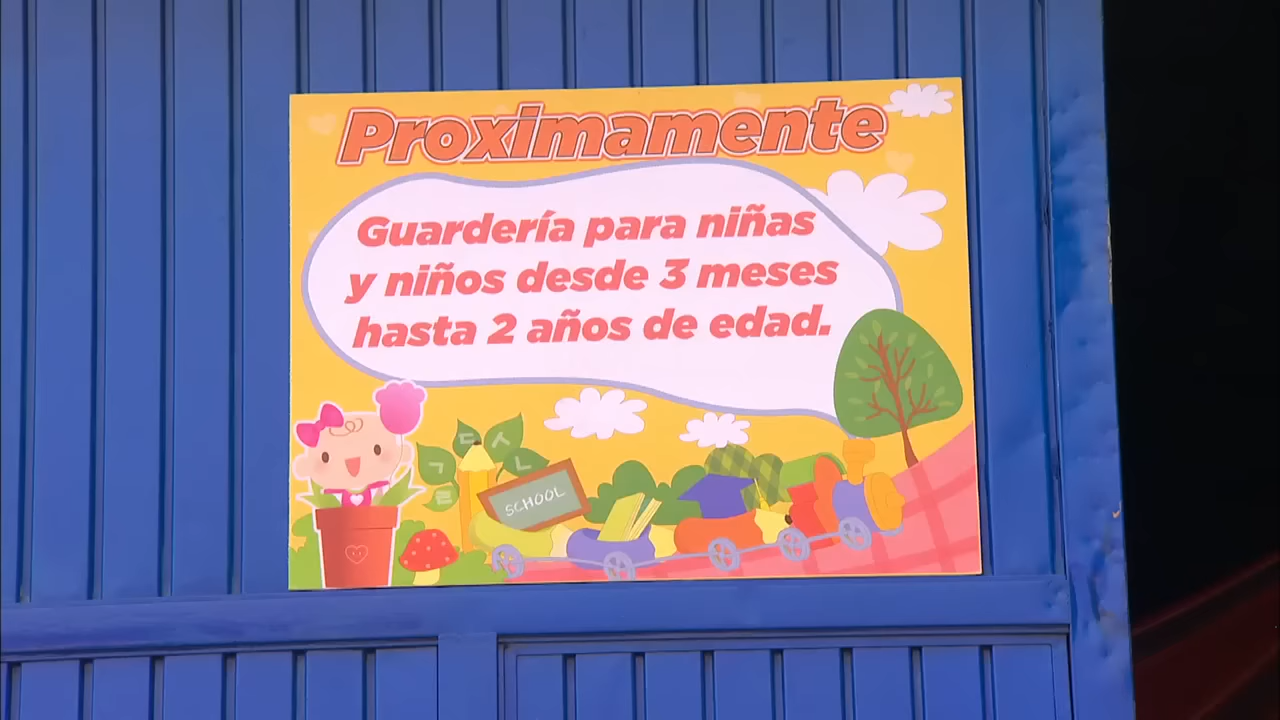 Proximamente
Guardería para niñas
y niños desde 3 meses
hasta 2 años de edad.
ㄷ
ㅅ
ㄱ
ㄴ
ㄹ
SCHOOL